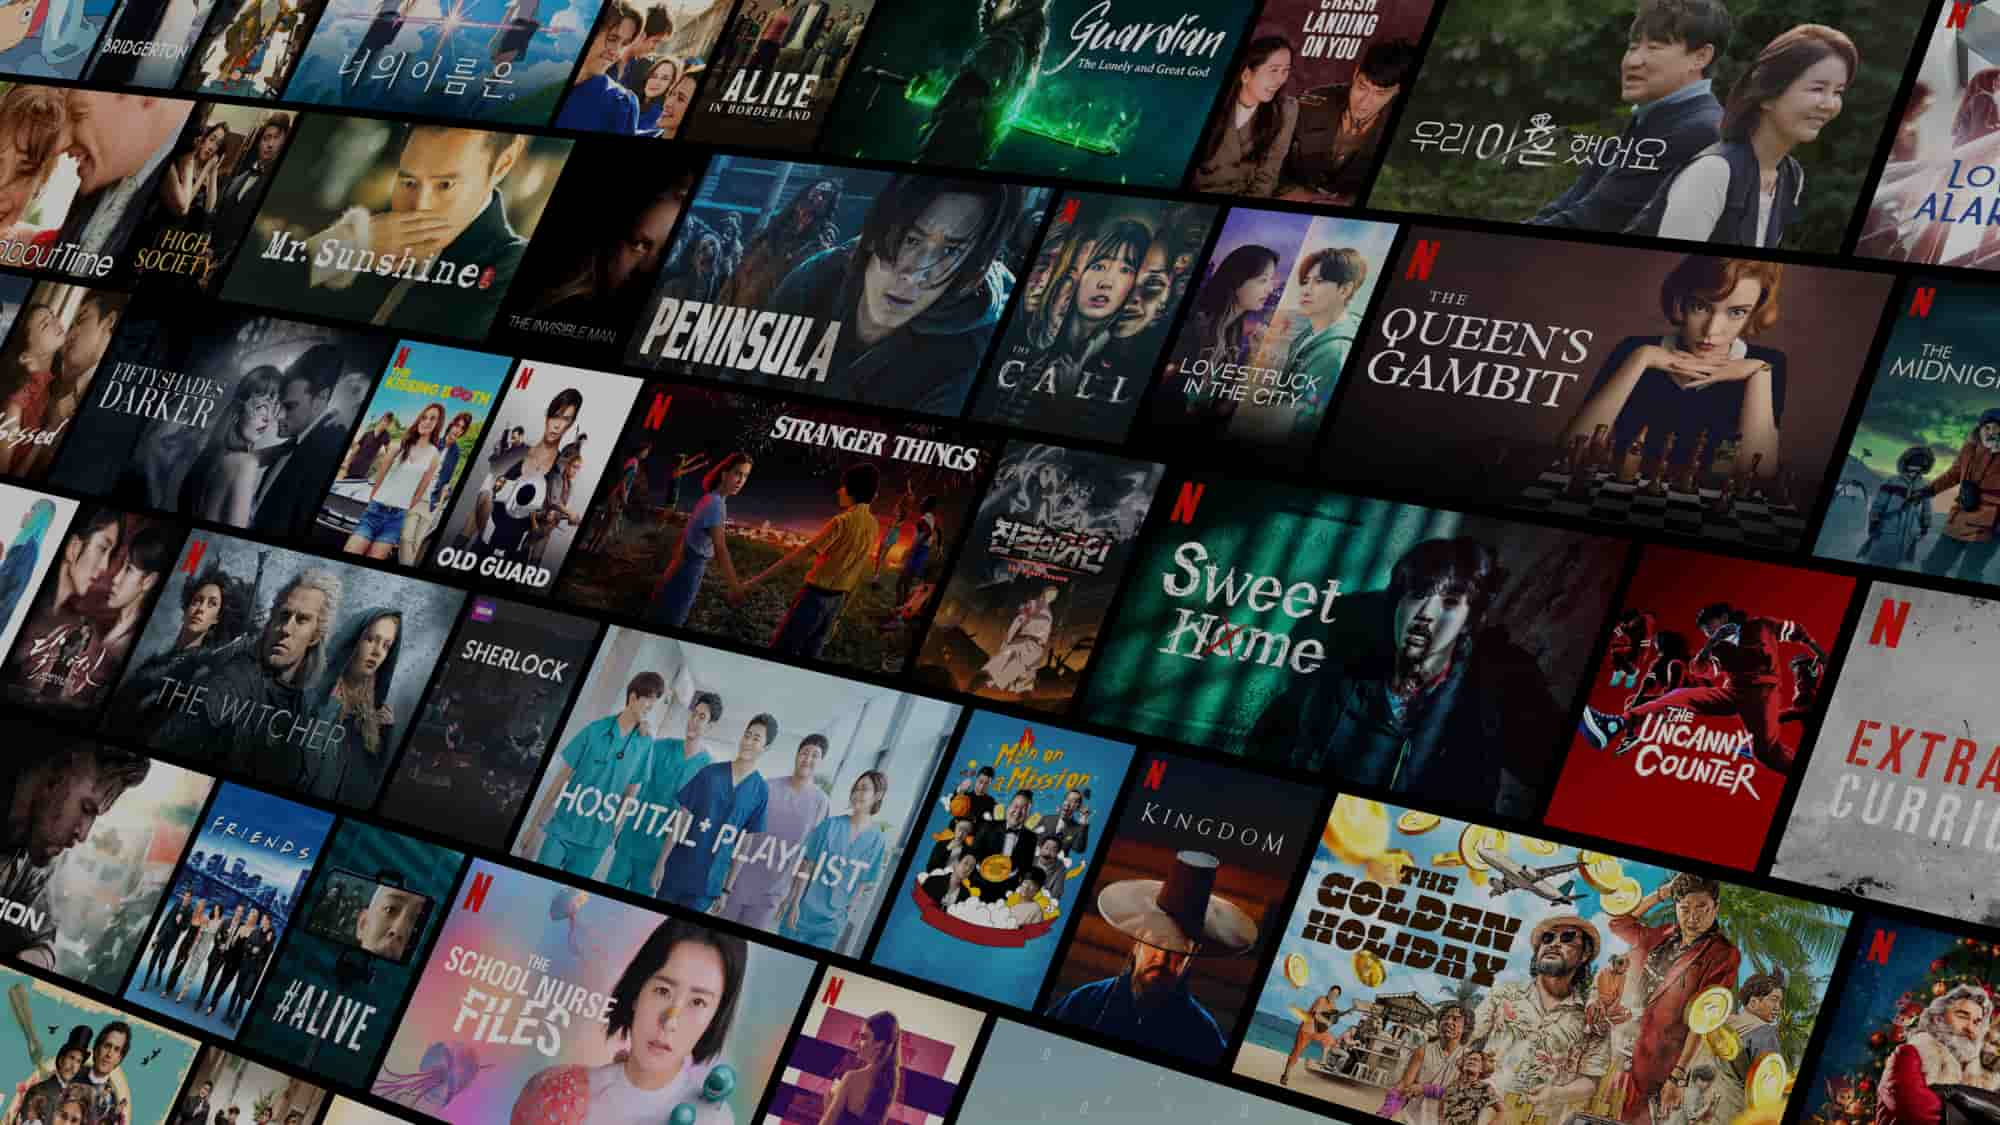 BRIDGERTON
너의 이름은。
ALICE
IN BORDERLAND
Guardian
The Lonely and Great God
CRASH
LANDING
ON YOU
우리 이혼했어요
N
LO
ALAR
aboutTime
HIGH
SOCIETY
Mr. Sunshine
THE INVISIBLE MAN
PENINSULA
N
THE
CALL
LOVESTRUCK
IN THE CITY
N
THE
QUEEN'S
GAMBIT
N
THE
MIDNIG
essed
FIFTY SHADES
DARKER
N
THE
KISSING BOOTH
N
THE
OLD GUARD
N
STRANGER THINGS
진격의 거인
N
Sweet
Home
THE
UNCANNY
COUNTER
N
EXTRA
CURRIC
N
THE WITCHER
BBC
SHERLOCK
HOSPITAL PLAYLIST
Men on
a Mission
N
KINGDOM
THE
GOLDEN
HOLIDAY
N
ION
FRIENDS
#ALIVE
N
THE
SCHOOL NURSE
FILES
N